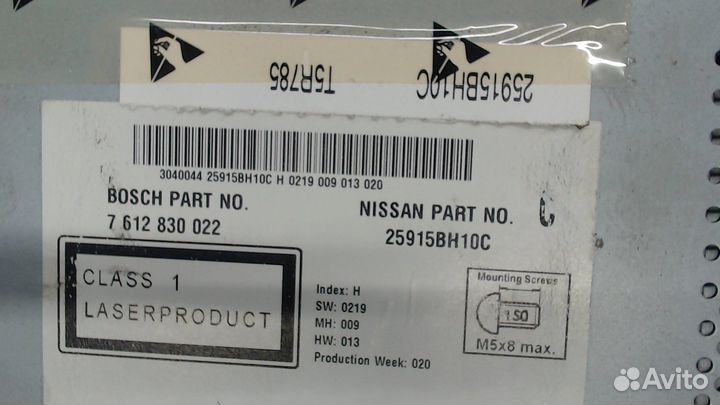 T5R785
25915BH10C
3040044 25915BH10C H 0219 009 013 020
BOSCH PART NO.
7 612 830 022
NISSAN PART NO.
25915BH10C
CLASS 1
LASERPRODUCT
Index: H
SW: 0219
MH: 009
HW: 013
Production Week: 020
Mounting Screws
ISO
M5x8 max.
Avito